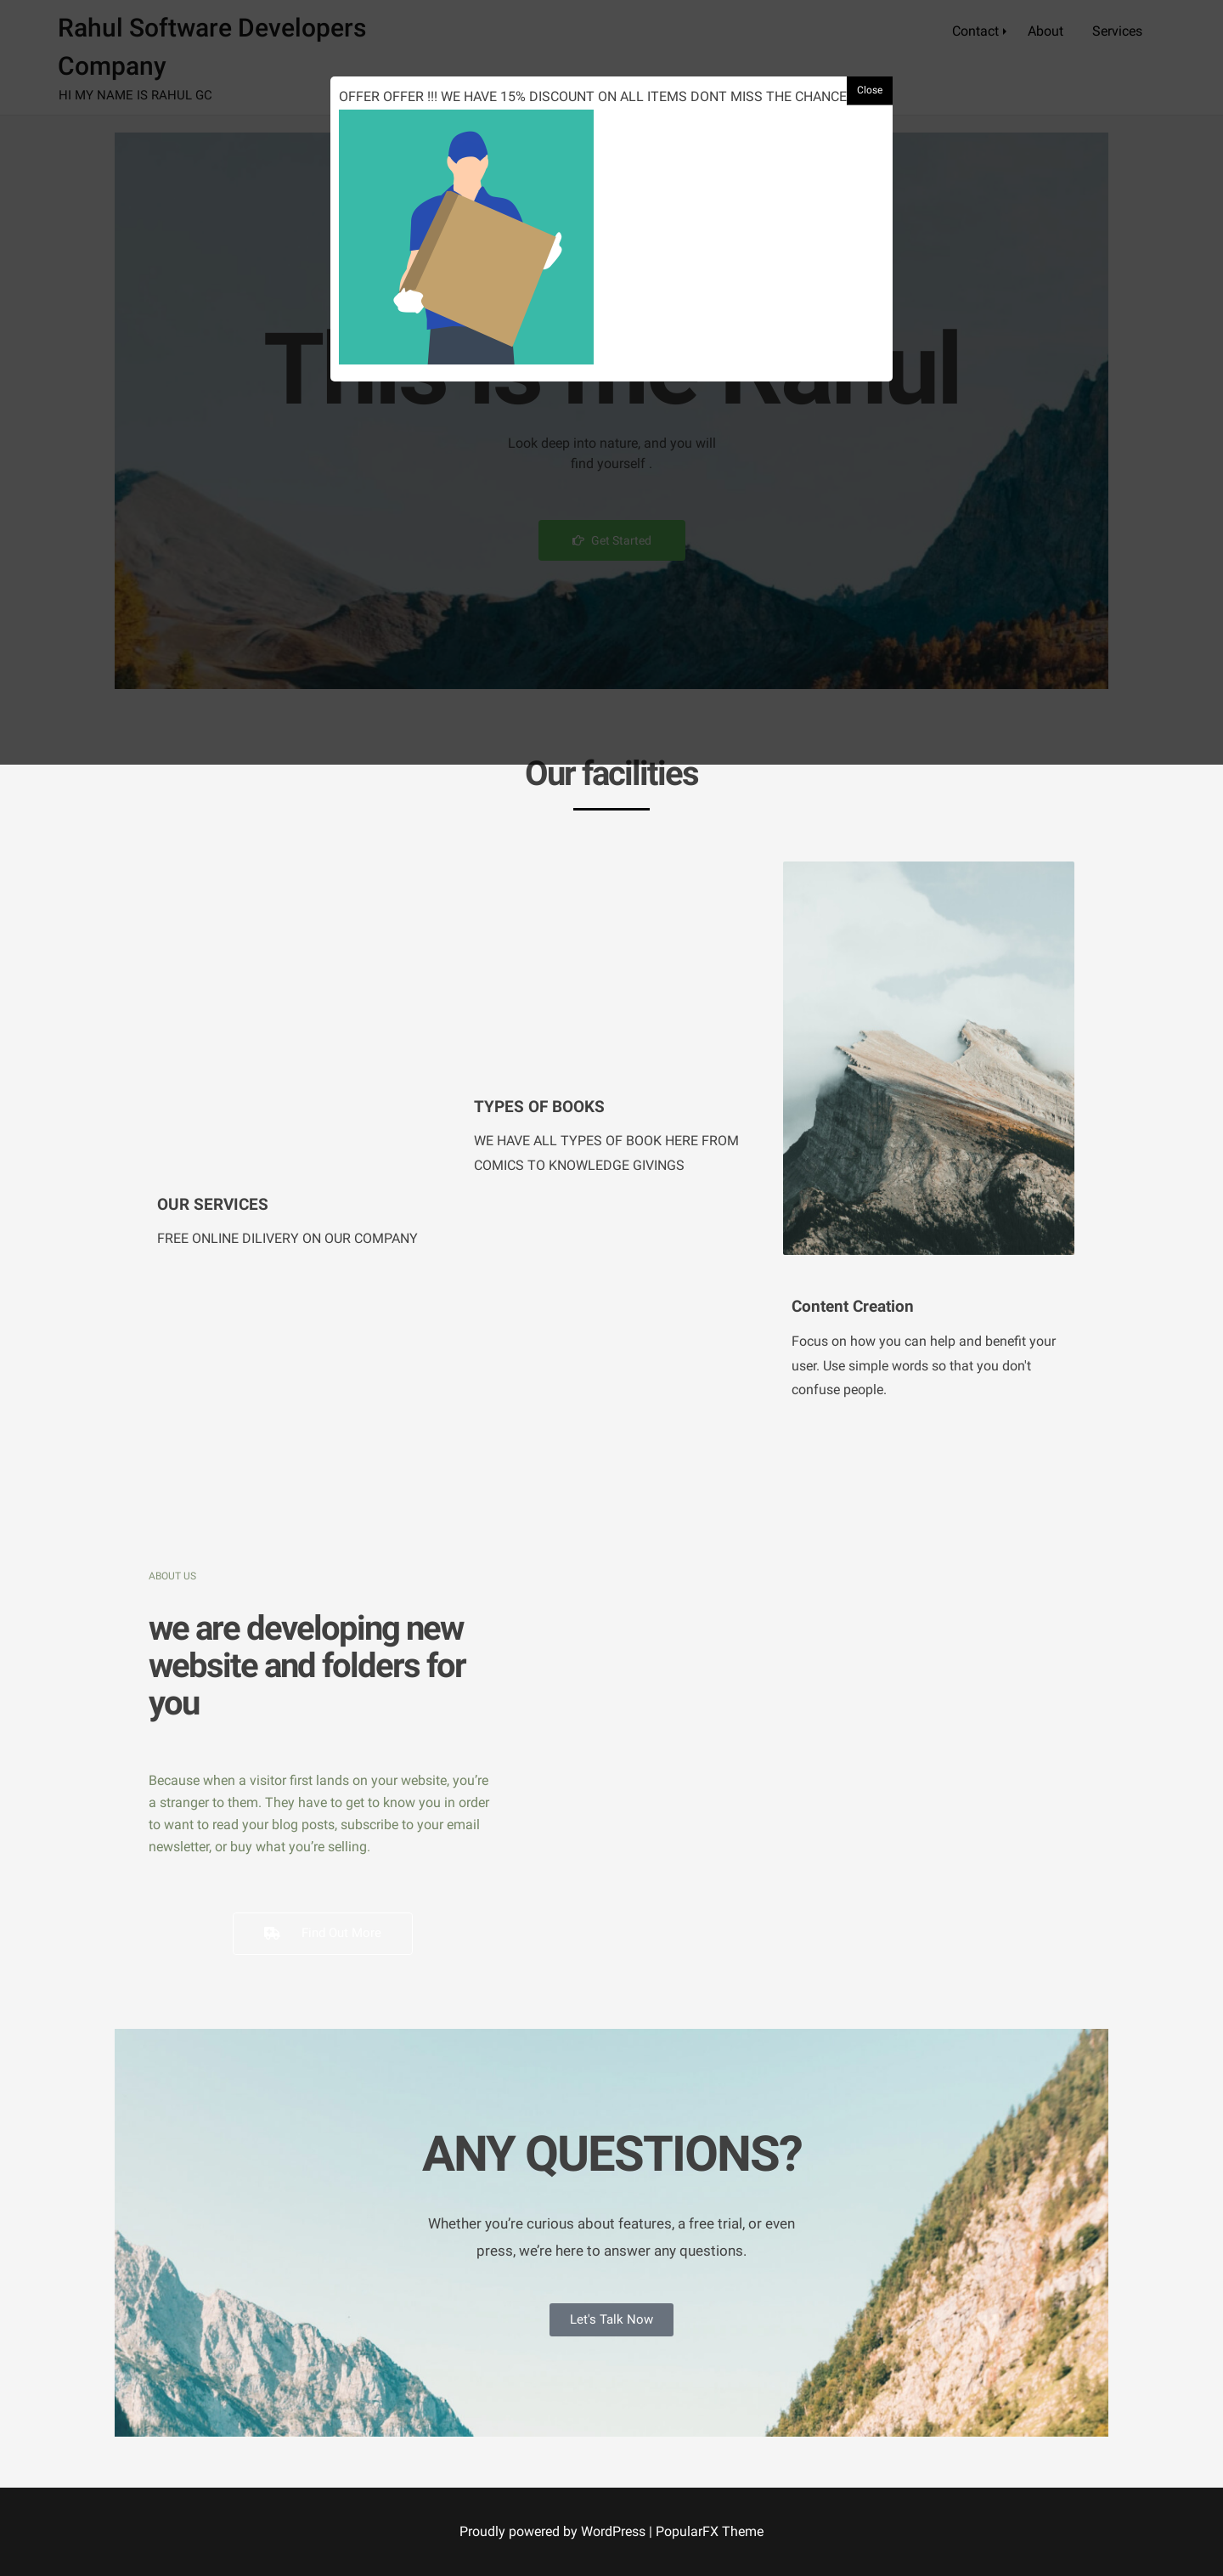 Rahul Software Developers
Company
HI MY NAME IS RAHUL GC
Contact
About
Services
OFFER OFFER !!! WE HAVE 15% DISCOUNT ON ALL ITEMS DONT MISS THE CHANCE
Close
This is me Rahul
Look deep into nature, and you will
find yourself .
Get Started
Our facilities
TYPES OF BOOKS
WE HAVE ALL TYPES OF BOOK HERE FROM
COMICS TO KNOWLEDGE GIVINGS
OUR SERVICES
FREE ONLINE DILIVERY ON OUR COMPANY
Content Creation
Focus on how you can help and benefit your
user. Use simple words so that you don't
confuse people.
ABOUT US
we are developing new
website and folders for
you
Because when a visitor first lands on your website, you’re
a stranger to them. They have to get to know you in order
to want to read your blog posts, subscribe to your email
newsletter, or buy what you’re selling.
Find Out More
ANY QUESTIONS?
Whether you’re curious about features, a free trial, or even
press, we’re here to answer any questions.
Let's Talk Now
Proudly powered by WordPress | PopularFX Theme